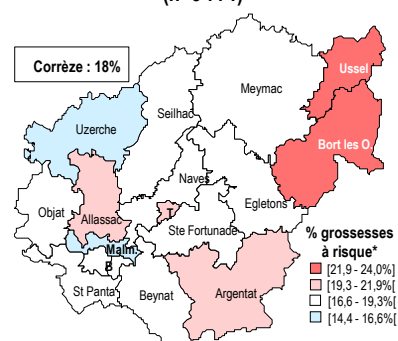 Corrèze : 18%
Ussel
Meymac
Seilhac
Uzerche
Bort les O.
Naves
Egletons
Objat
Allassac
T
Ste Fortunade
Malm.
B
St Panta
Beynat
Argentat
% grossesses
à risque*
[21,9 - 24,0%]
[19,3 - 21,9%[
[16,6 - 19,3%[
[14,4 - 16,6%[